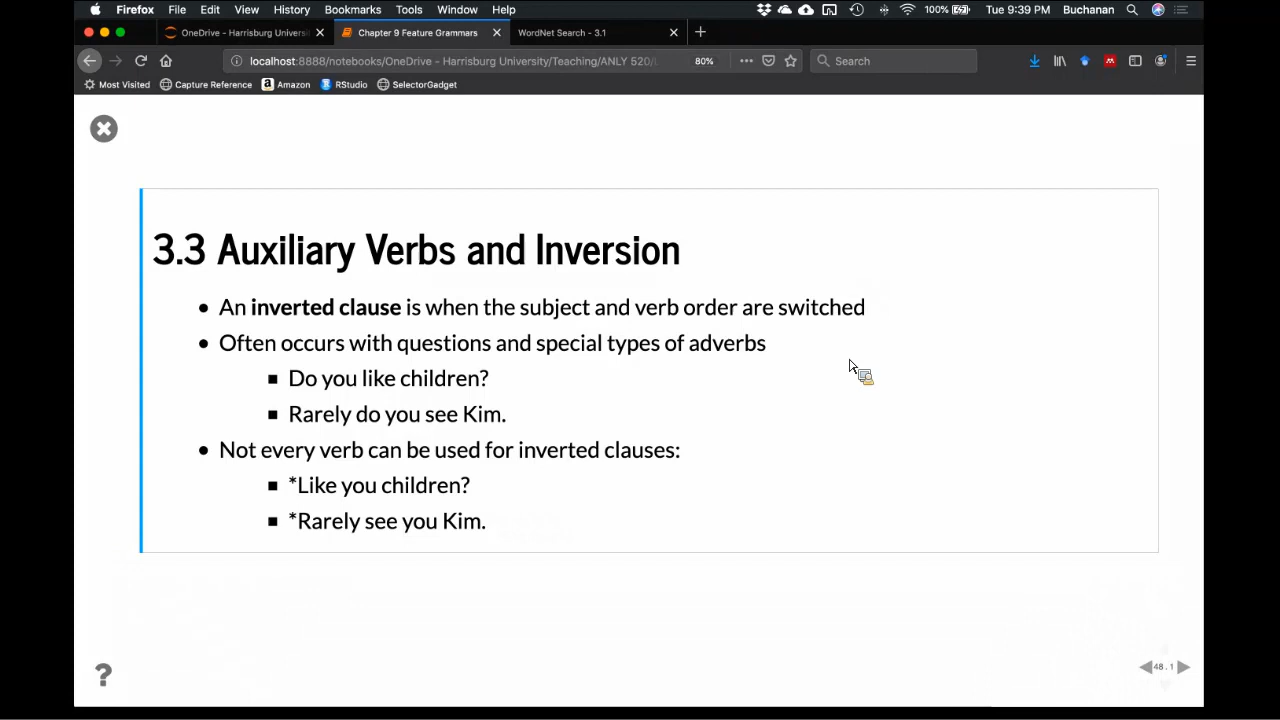 Firefox File Edit View History Bookmarks Tools Window Help 100% Tue 9:39 PM Buchanan
OneDrive - Harrisburg Universi Chapter 9 Feature Grammars WordNet Search - 3.1
localhost:8888/notebooks/OneDrive - Harrisburg University/Teaching/ANLY 520/ 80% Search
Most Visited Capture Reference Amazon RStudio SelectorGadget
3.3 Auxiliary Verbs and Inversion
• An inverted clause is when the subject and verb order are switched
• Often occurs with questions and special types of adverbs
▪ Do you like children?
▪ Rarely do you see Kim.
• Not every verb can be used for inverted clauses:
▪ *Like you children?
▪ *Rarely see you Kim.
? 48.1